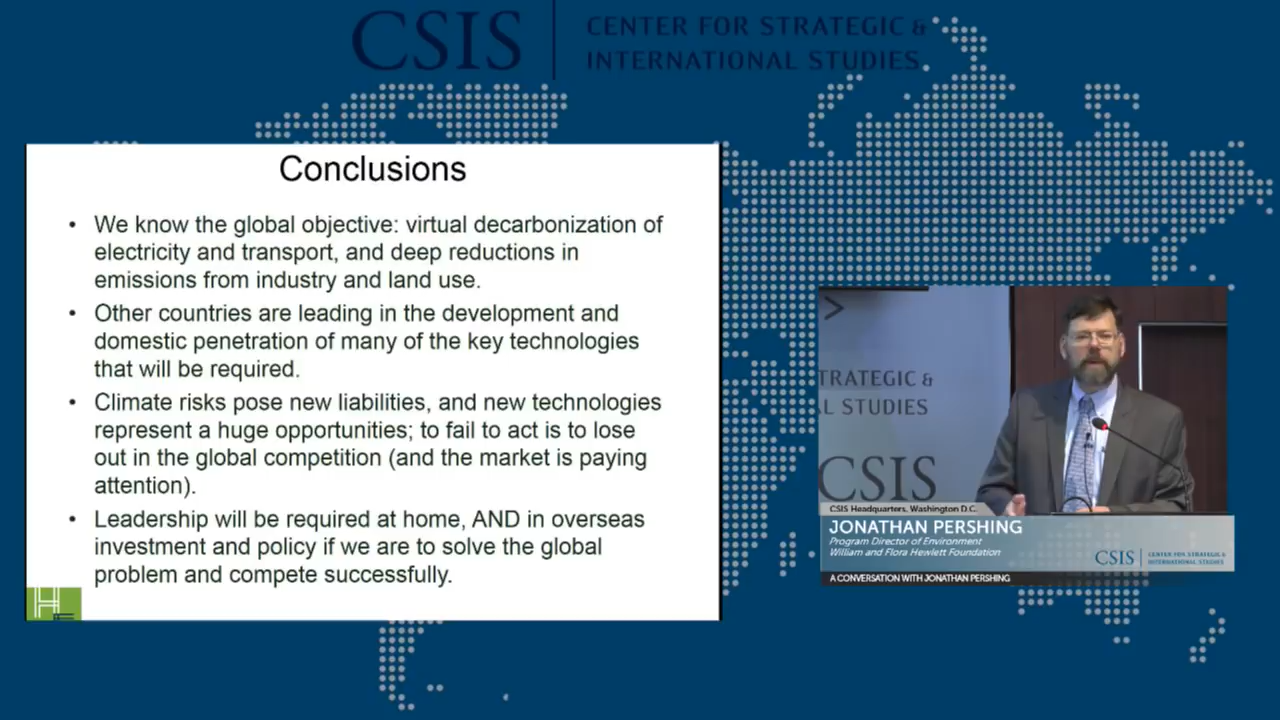 CSIS
CENTER FOR STRATEGIC &
INTERNATIONAL STUDIES
Conclusions
• We know the global objective: virtual decarbonization of
electricity and transport, and deep reductions in
emissions from industry and land use.
• Other countries are leading in the development and
domestic penetration of many of the key technologies
that will be required.
• Climate risks pose new liabilities, and new technologies
represent a huge opportunities; to fail to act is to lose
out in the global competition (and the market is paying
attention).
• Leadership will be required at home, AND in overseas
investment and policy if we are to solve the global
problem and compete successfully.
H
TRATEGIC &
L STUDIES
CSIS
CSIS Headquarters, Washington D.C.
JONATHAN PERSHING
Program Director of Environment
William and Flora Hewlett Foundation
CSIS
CENTER FOR STRATEGIC &
INTERNATIONAL STUDIES
A CONVERSATION WITH JONATHAN PERSHING